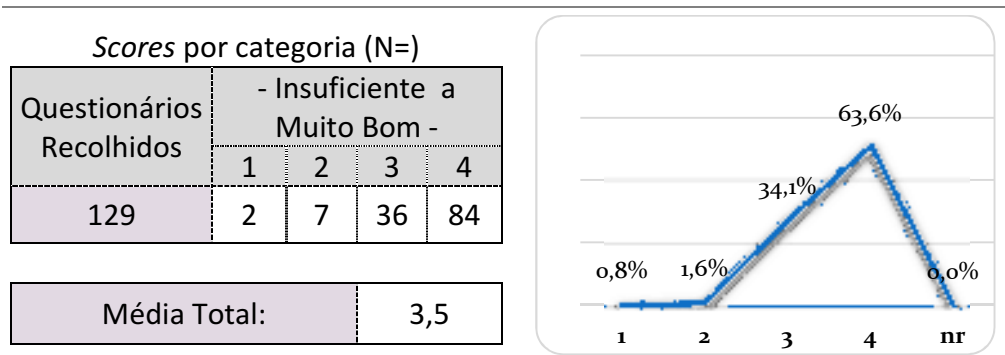 Scores por categoria (N=)
Questionários Recolhidos
- Insuficiente a
Muito Bom -
1 2 3 4
129 2 7 36 84
Média Total: 3,5
63,6%
34,1%
0,8% 1,6% 0,0%
1 2 3 4 nr